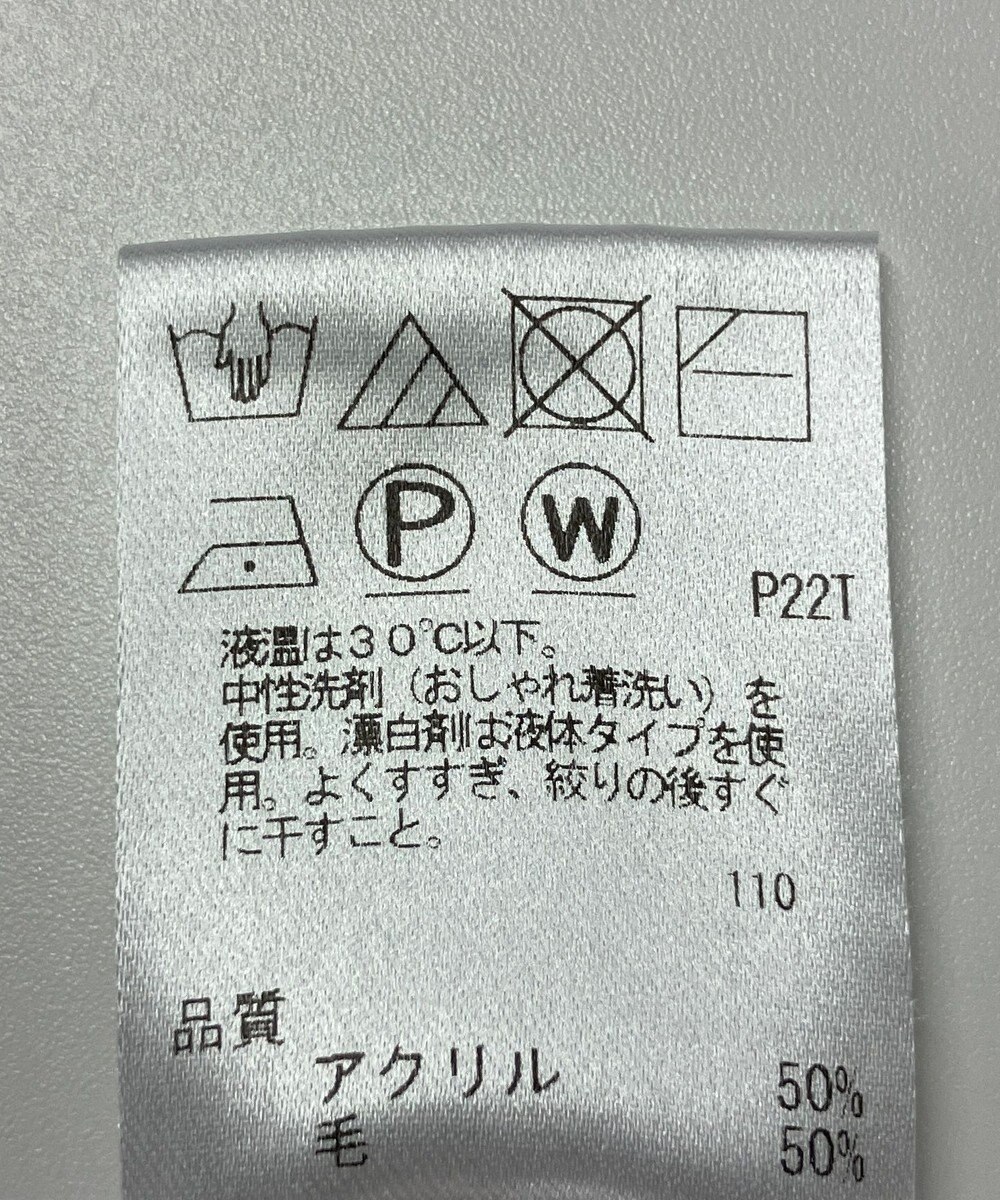 P W
P22T
液温は30℃以下。
中性洗剤（おしゃれ着洗い）を
使用。漂白剤は液体タイプを使
用。よくすすぎ、絞りの後すぐ
に干すこと。
110
品質
アクリル 50%
毛 50%